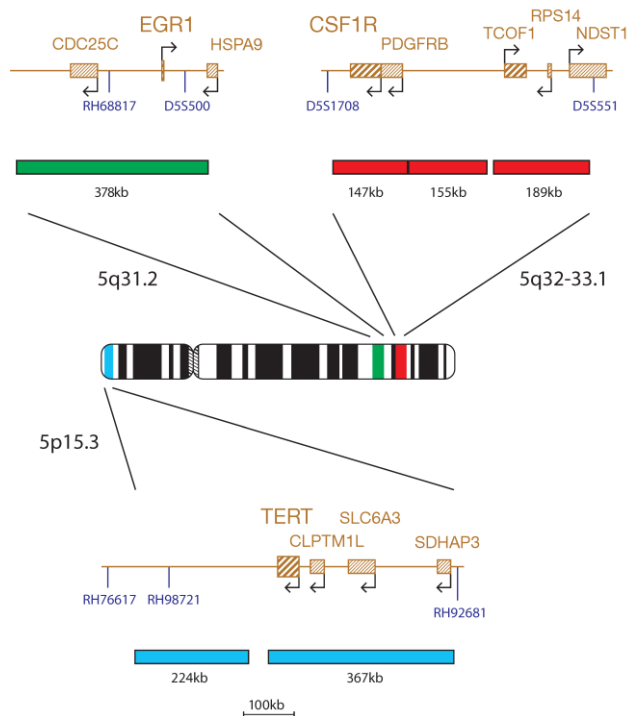 EGR1
CDC25C
HSPA9
RH68817
D5S500
378kb
5q31.2
CSF1R
PDGFRB
TCOF1
RPS14
NDST1
D5S1708
D5S551
147kb
155kb
189kb
5q32-33.1
5p15.3
TERT
SLC6A3
CLPTM1L
SDHAP3
RH76617
RH98721
RH92681
224kb
367kb
100kb